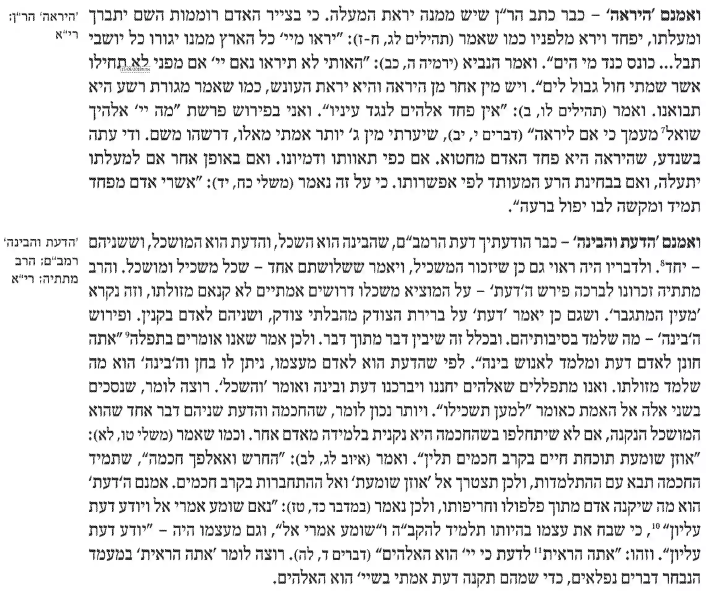 ואמנם 'היראה' – כבר כתב הר"ן שיש ממנה יראת המעלה. כי בצייר האדם רוממות השם יתברך
ומעלתו, יפחד וירא מלפניו כמו שאמר (תהילים לג, ח-ז): "יראו מיי' כל הארץ ממנו יגורו כל יושבי
תבל... כונס כנד מי הים". ואמר הנביא (ירמיה ה, כב): "האותי לא תיראו נאם יי' אם מפני לא תחילו
אשר שמתי חול גבול לים". ויש מין אחר מן היראה והיא יראת העונש, כמו שאמר מגורת רשע היא
תבואנו. ואמר (תהילים לו, ב): "אין פחד אלהים לנגד עיניו". ואני בפירוש פרשת "מה יי' אלהיך
שואל7 מעמך כי אם ליראה" (דברים י, יב), שיערתי מין ג' יותר אמתי מאלו, דרשהו משם. ודי עתה
בשנדע, שהיראה היא פחד האדם מחטוא. אם כפי תאוותו ודמיונו. ואם באופן אחר אם למעלתו
יתעלה, ואם בבחינת הרע המעותד לפי אפשרותו. כי על זה נאמר (משלי כח, יד): "אשרי אדם מפחד
תמיד ומקשה לבו יפול ברעה".
'היראה' הר"ן;
רי"א
ואמנם 'הדעת והבינה' – כבר הודעתיך דעת הרמב"ם, שהבינה הוא השכל, והדעת הוא המושכל, וששניהם
– יחד8. ולדבריו היה ראוי גם כן שיזכור המשכיל, ויאמר ששלושתם אחד – שכל משכיל ומושכל. והרב
מתתיה זכרונו לברכה פירש ה'דעת' – על המוציא משכלו דרושים אמתיים לא קנאם מזולתו, וזה נקרא
'מעין המתגבר'. ושגם כן יאמר 'דעת' על ברירת הצודק מהבלתי צודק, ושניהם לאדם בקנין. ופירוש
ה'בינה' – מה שלמד בסיבותיהם. ובכלל זה שיבין דבר מתוך דבר. ולכן אמר שאנו אומרים בתפלה9 "אתה
חונן לאדם דעת ומלמד לאנוש בינה". לפי שהדעת הוא לאדם מעצמו, ניתן לו בחן וה'בינה' הוא מה
שלמד מזולתו. ואנו מתפללים שאלהים יחננו ויברכנו דעת ובינה ואומר 'והשכל'. רוצה לומר, שנסכים
בשני אלה אל האמת כאומר "למען תשכילו". ויותר נכון לומר, שהחכמה והדעת שניהם דבר אחד שהוא
המושכל הנקנה, אם לא שיתחלפו בשהחכמה היא נקנית בלמידה מאדם אחר. וכמו שאמר (משלי טו, לא):
"אוזן שומעת תוכחת חיים בקרב חכמים תלין". ואמר (איוב לג, לב): "החרש ואאלפך חכמה", שתמיד
החכמה תבא עם ההתלמדות, ולכן תצטרך אל 'אוזן שומעת' ואל ההתחברות בקרב חכמים. אמנם ה'דעת'
הוא מה שיקנה אדם מתוך פלפולו וחריפותו, ולכן נאמר (במדבר כד, טז): "נאם שומע אמרי אל ויודע דעת
עליון"10, כי שבח את עצמו בהיותו תלמיד להקב"ה ו"שומע אמרי אל", וגם מעצמו היה – "יודע דעת
עליון". וזהו: "אתה הראית11 לדעת כי יי' הוא האלהים" (דברים ד, לה). רוצה לומר 'אתה הראית' במעמד
הנבחר דברים נפלאים, כדי שמהם תקנה דעת אמתי בשיי' הוא האלהים.
'הדעת והבינה'
רמב"ם; הרב
מתתיה; רי"א